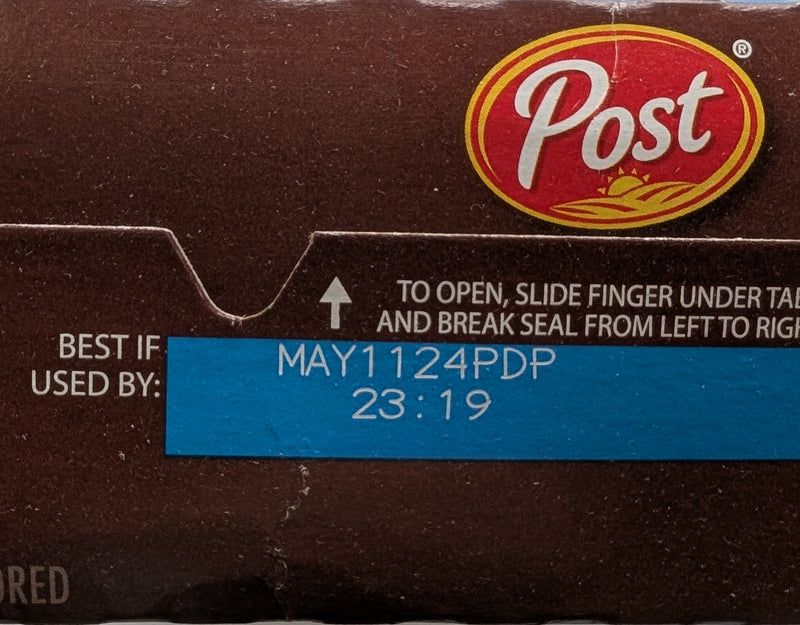 Post®
TO OPEN, SLIDE FINGER UNDER TAB
AND BREAK SEAL FROM LEFT TO RIGH
BEST IF
USED BY:
MAY1124PDP
23:19
ORED